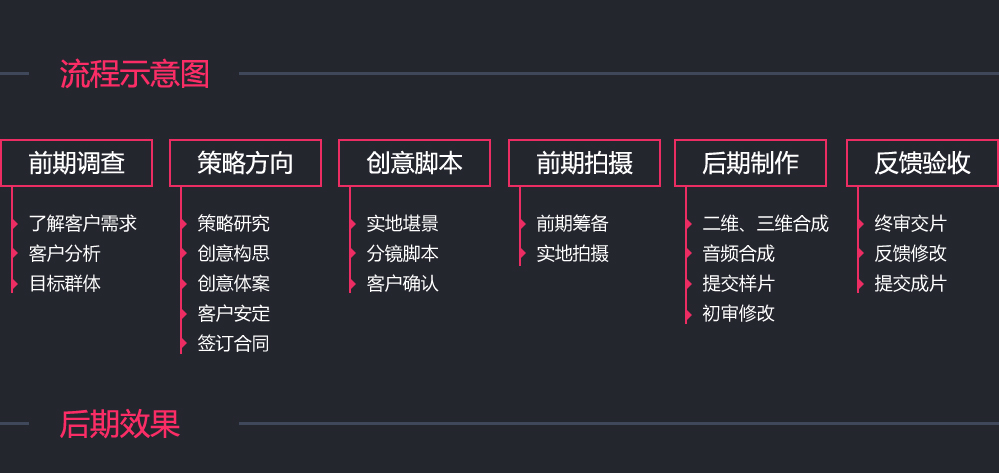 流程示意图
前期调查
了解客户需求
客户分析
目标群体
策略方向
策略研究
创意构思
创意体案
客户安定
签订合同
创意脚本
实地堪景
分镜脚本
客户确认
前期拍摄
前期筹备
实地拍摄
后期制作
二维、三维合成
音频合成
提交样片
初审修改
反馈验收
终审交片
反馈修改
提交成片
后期效果